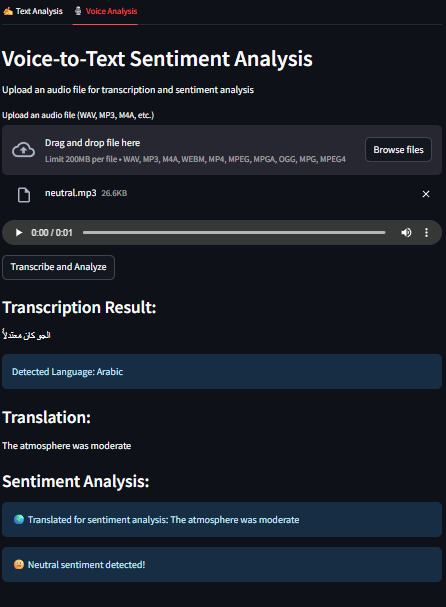 ✍️ Text Analysis
🎙️ Voice Analysis
Voice-to-Text Sentiment Analysis
Upload an audio file for transcription and sentiment analysis
Upload an audio file (WAV, MP3, M4A, etc.)
Drag and drop file here
Limit 200MB per file • WAV, MP3, M4A, WEBM, MP4, MPEG, MPGA, OGG, MPG, MPEG4
Browse files
neutral.mp3 26.6KB
0:00 / 0:01
Transcribe and Analyze
Transcription Result:
الجو كان معتدلاً
Detected Language: Arabic
Translation:
The atmosphere was moderate
Sentiment Analysis:
🌍 Translated for sentiment analysis: The atmosphere was moderate
😐 Neutral sentiment detected!